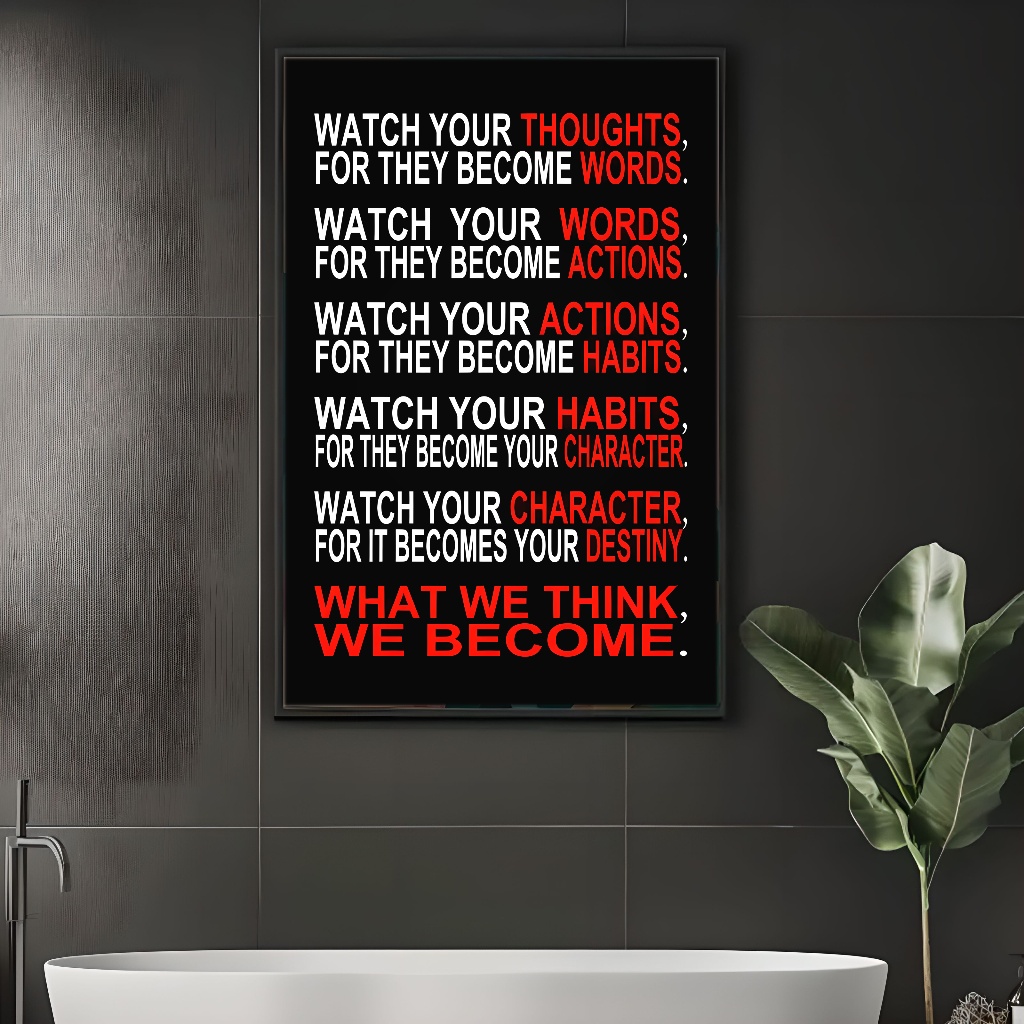 WATCH YOUR THOUGHTS,
FOR THEY BECOME WORDS.
WATCH YOUR WORDS,
FOR THEY BECOME ACTIONS.
WATCH YOUR ACTIONS,
FOR THEY BECOME HABITS.
WATCH YOUR HABITS,
FOR THEY BECOME YOUR CHARACTER.
WATCH YOUR CHARACTER,
FOR IT BECOMES YOUR DESTINY.
WHAT WE THINK,
WE BECOME.